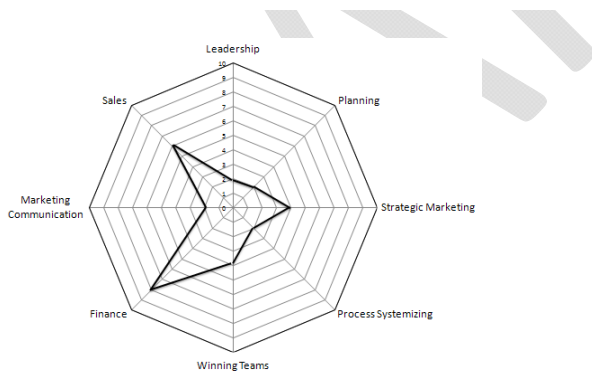 Leadership
10
9
8
7
6
5
4
3
2
1
0
Sales
Planning
Marketing
Communication
Strategic Marketing
Finance
Process Systemizing
Winning Teams